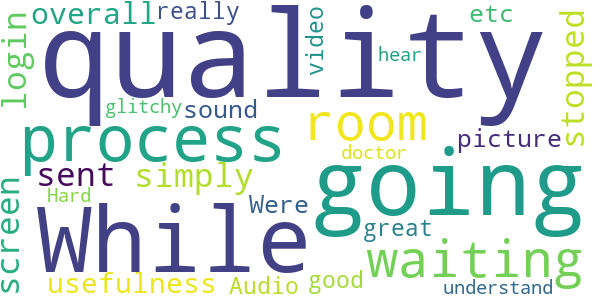 login
overall
really
video
etc
stopped
quality
hear
glitchy
sound
process
room
picture
doctor
sent
simply
going
screen
Hard
While
Were
great
waiting
usefulness
Audio
good
understand